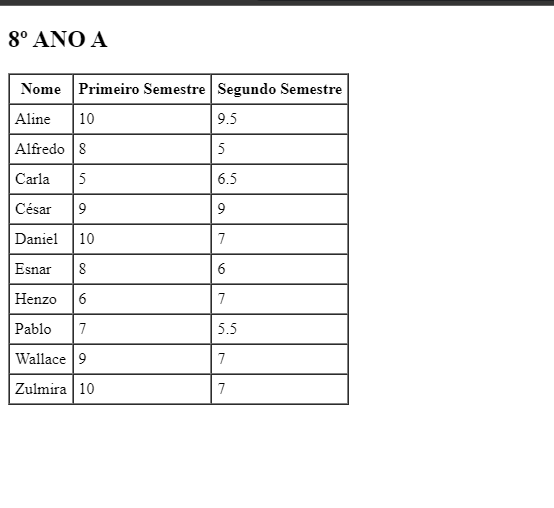 8º ANO A
Nome Primeiro Semestre Segundo Semestre
Aline 10 9.5
Alfredo 8 5
Carla 5 6.5
César 9 9
Daniel 10 7
Esnar 8 6
Henzo 6 7
Pablo 7 5.5
Wallace 9 7
Zulmira 10 7